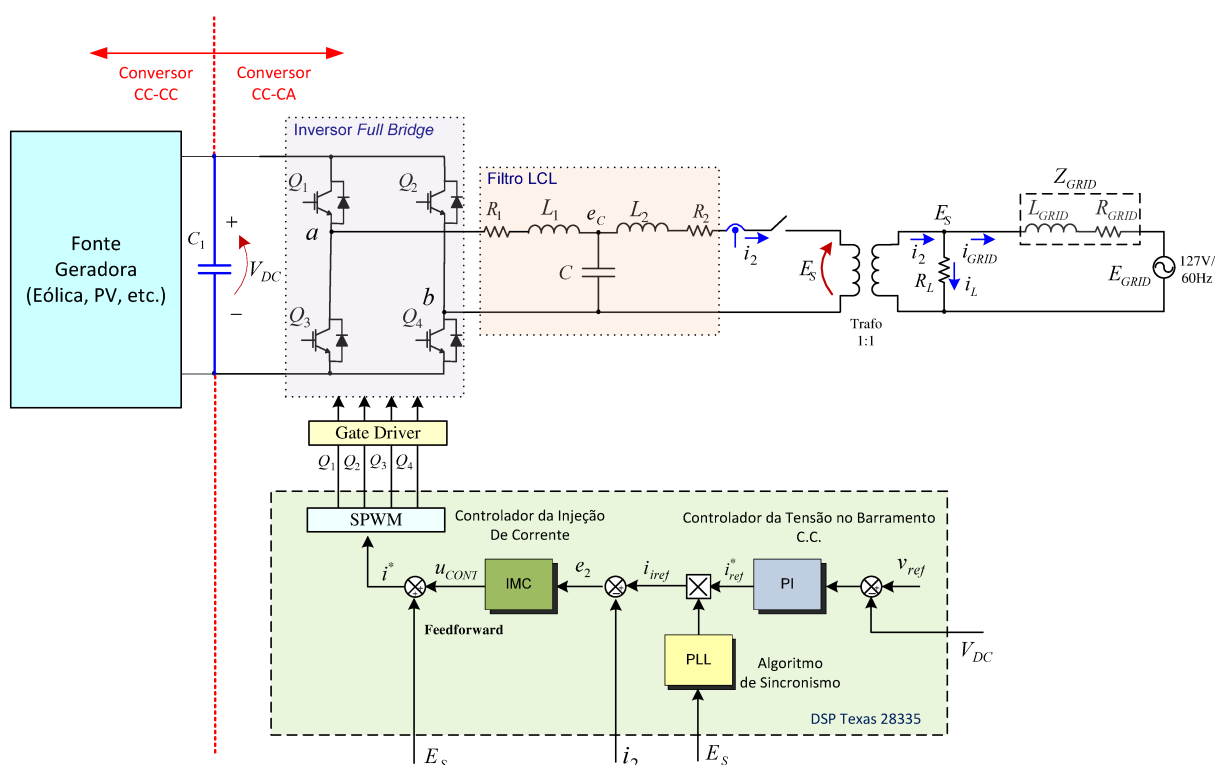 Conversor
CC-CC
Conversor
CC-CA
Inversor Full Bridge
Fonte
Geradora
(Eólica, PV, etc.)
C1
+
VDC
−
Q1
Q2
a
b
Q3
Q4
Filtro LCL
R1
L1
eC
L2
R2
C
i2
ES
Trafo
1:1
ES
i2
iGRID
RL
iL
ZGRID
LGRID
RGRID
EGRID
127V/
60Hz
Gate Driver
Q1
Q2
Q3
Q4
SPWM
Controlador da Injeção
De Corrente
Controlador da Tensão no Barramento
C.C.
i*
uCONT
IMC
e2
iiref
i*ref
PI
vref
Feedforward
PLL
Algoritmo
de Sincronismo
VDC
DSP Texas 28335
ES
i2
ES